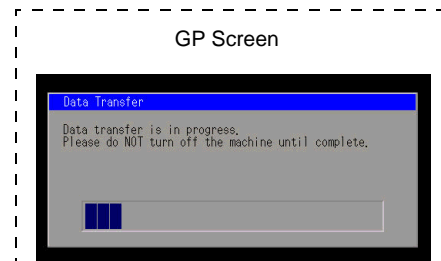 GP Screen
Data Transfer
Data transfer is in progress.
Please do NOT turn off the machine until complete.